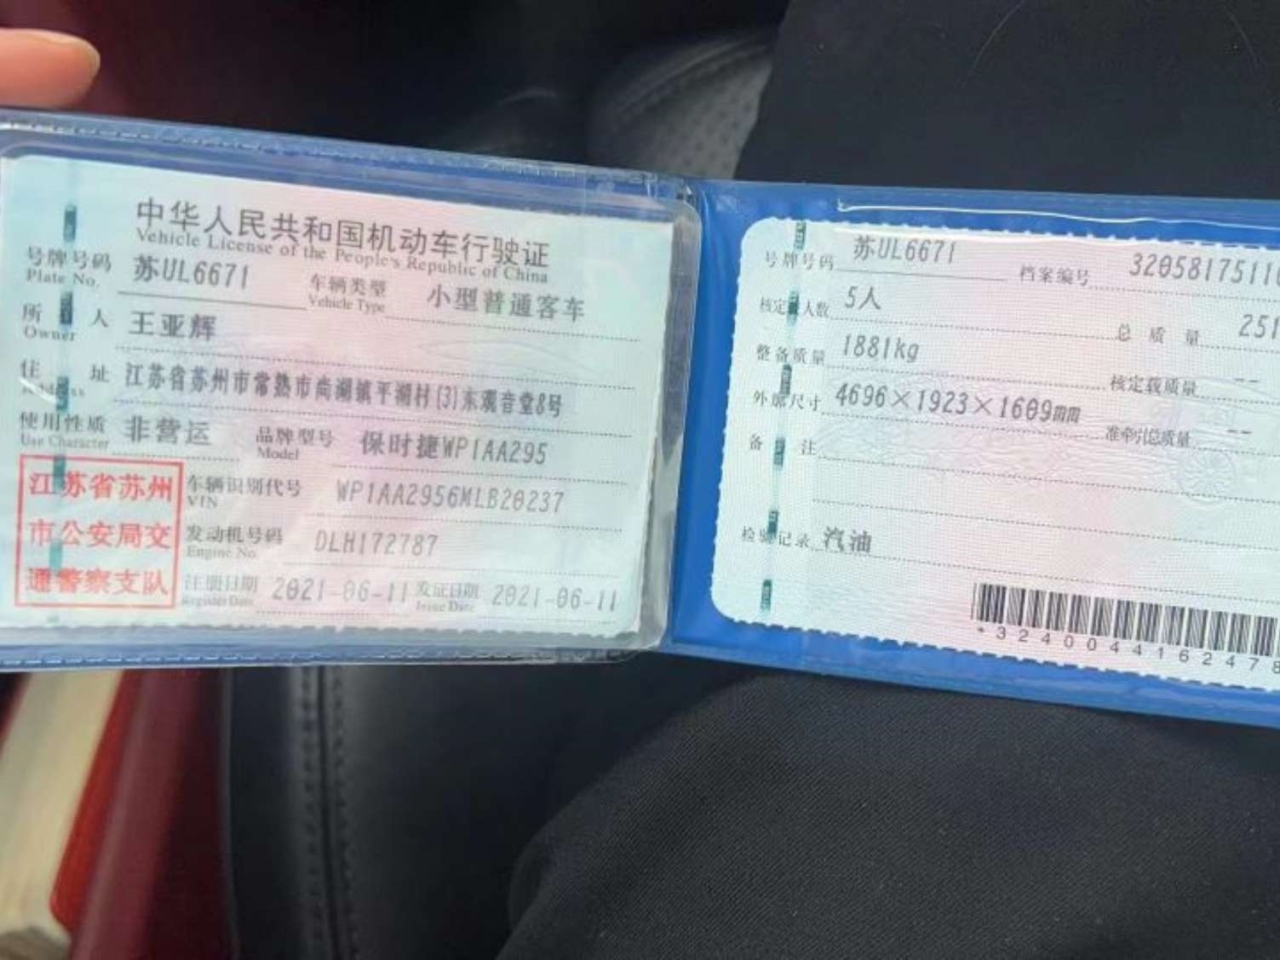 中华人民共和国机动车行驶证
Vehicle License of the People's Republic of China
号牌号码 苏UL6671 车辆类型 小型普通客车
Plate No. Vehicle Type
所有人 王亚辉
Owner
住址 江苏省苏州市常熟市尚湖镇平湖村(3)东观音堂8号
Address
使用性质 非营运 品牌型号 保时捷WP1AA295
Use Character Model
江苏省苏州
市公安局交
通警察支队
车辆识别代号 WP1AA2956MLB20237
VIN
发动机号码 DLH172787
Engine No.
注册日期 2021-06-11 发证日期 2021-06-11
Register Date Issue Date
号牌号码 苏UL6671 档案编号 32058175110
核定人数 5人 总质量 251
整备质量 1881kg 核定载质量 --
外廓尺寸 4696×1923×1609mm 准牵引总质量 --
备注
检验记录 汽油
*3240044162478